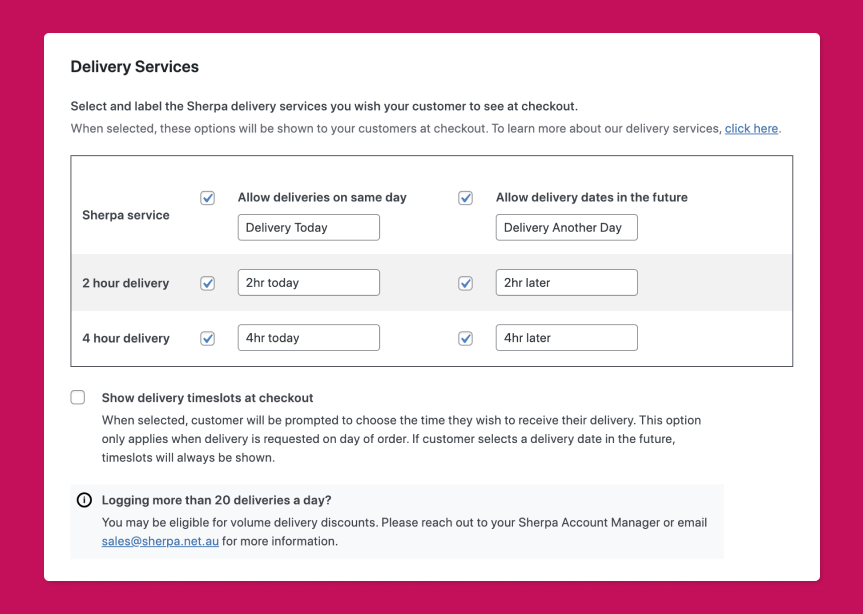 Delivery Services
Select and label the Sherpa delivery services you wish your customer to see at checkout.
When selected, these options will be shown to your customers at checkout. To learn more about our delivery services, click here.
Sherpa service
Allow deliveries on same day
Allow delivery dates in the future
Delivery Today
Delivery Another Day
2 hour delivery
2hr today
2hr later
4 hour delivery
4hr today
4hr later
Show delivery timeslots at checkout
When selected, customer will be prompted to choose the time they wish to receive their delivery. This option
only applies when delivery is requested on day of order. If customer selects a delivery date in the future,
timeslots will always be shown.
Logging more than 20 deliveries a day?
You may be eligible for volume delivery discounts. Please reach out to your Sherpa Account Manager or email
sales@sherpa.net.au for more information.